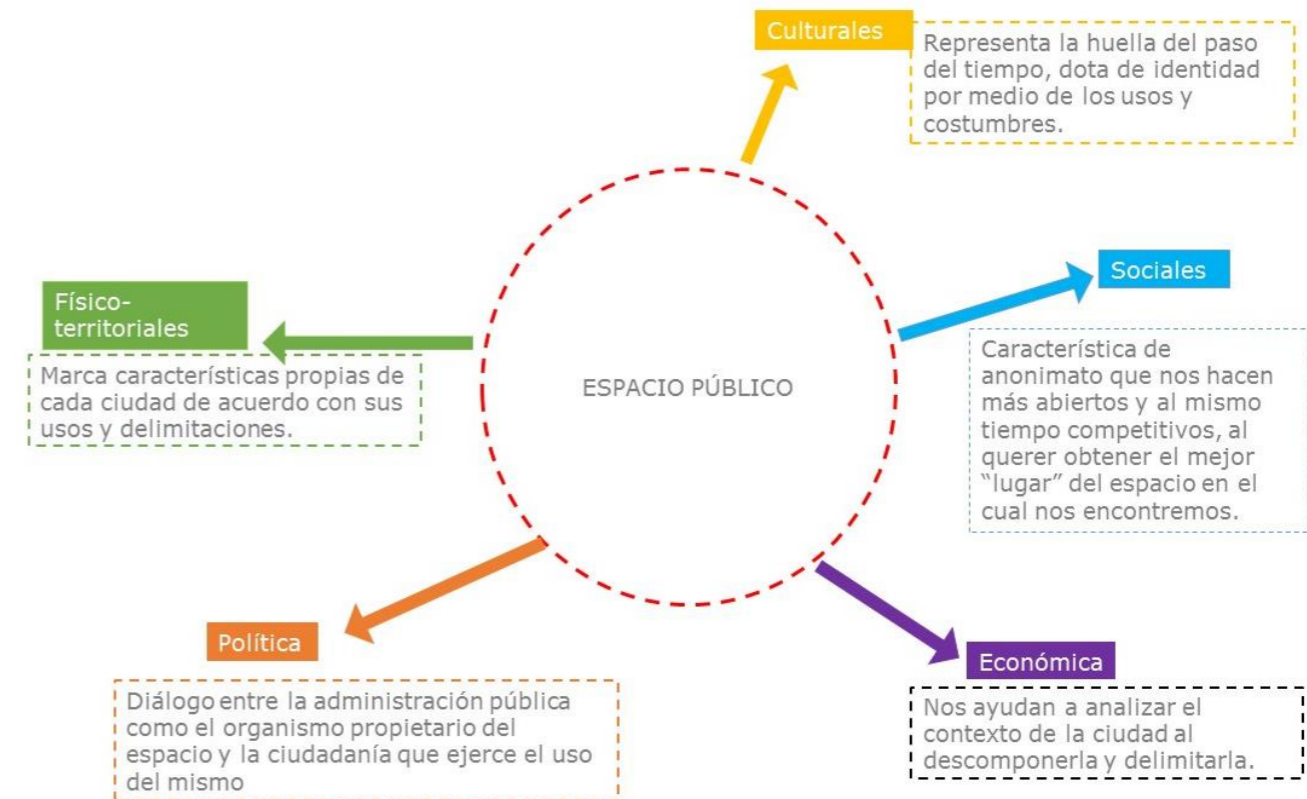 Culturales
Representa la huella del paso
del tiempo, dota de identidad
por medio de los usos y
costumbres.
Sociales
Característica de
anonimato que nos hacen
más abiertos y al mismo
tiempo competitivos, al
querer obtener el mejor
“lugar” del espacio en el
cual nos encontremos.
Físico-
territoriales
Marca características propias de
cada ciudad de acuerdo con sus
usos y delimitaciones.
ESPACIO PÚBLICO
Política
Diálogo entre la administración pública
como el organismo propietario del
espacio y la ciudadanía que ejerce el uso
del mismo
Económica
Nos ayudan a analizar el
contexto de la ciudad al
descomponerla y delimitarla.